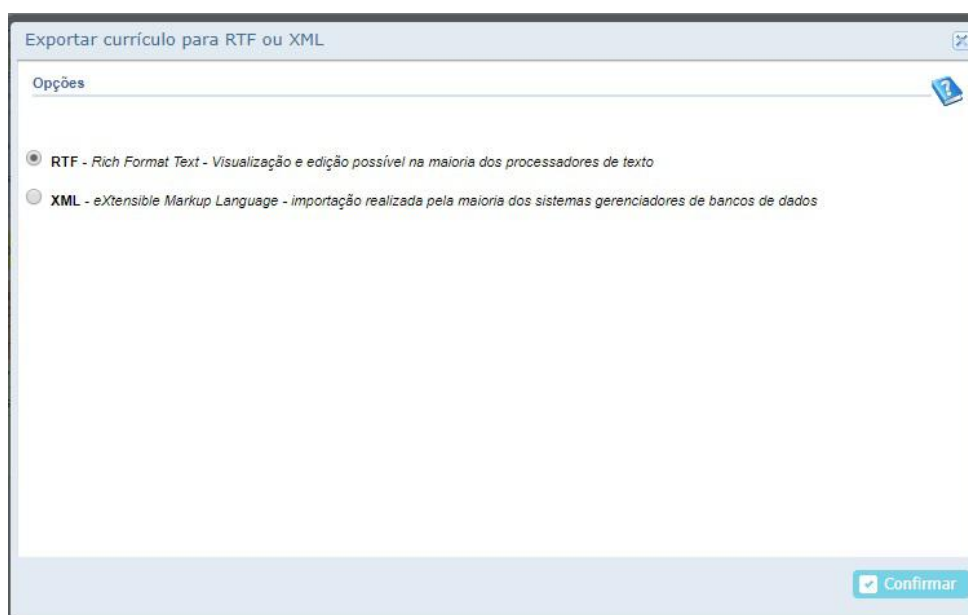 Exportar currículo para RTF ou XML
Opções
RTF - Rich Format Text - Visualização e edição possível na maioria dos processadores de texto
XML - eXtensible Markup Language - importação realizada pela maioria dos sistemas gerenciadores de bancos de dados
Confirmar